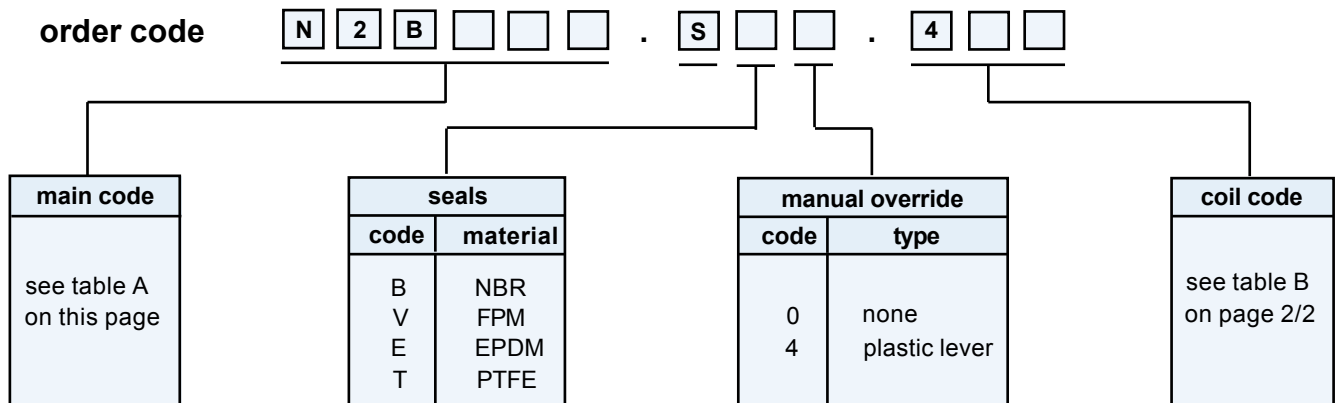 order code N 2 B . S . 4
main code
see table A
on this page
seals
code material
B NBR
V FPM
E EPDM
T PTFE
manual override
code type
0 none
4 plastic lever
coil code
see table B
on page 2/2